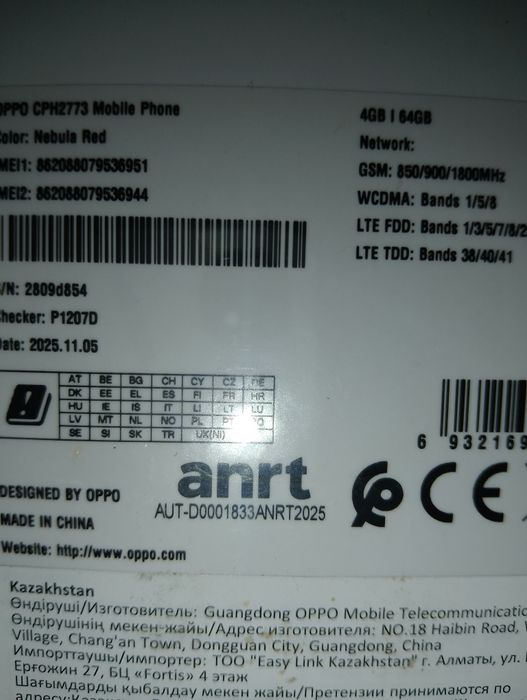 OPPO CPH2773 Mobile Phone
Color: Nebula Red
IMEI1: 862088079536951
IMEI2: 862088079536944
S/N: 2809d854
Checker: P1207D
Date: 2025.11.05
4GB | 64GB
Network:
GSM: 850/900/1800MHz
WCDMA: Bands 1/5/8
LTE FDD: Bands 1/3/5/7/8/2
LTE TDD: Bands 38/40/41
AT BE BG CH CY CZ DE
DK EE EL ES FI FR HR
HU IE IS IT LI LT LU
LV MT NL NO PL PT RO
SE SI SK TR UK(NI)
6 932169
anrt
AUT-D0001833ANRT2025
CE
DESIGNED BY OPPO
MADE IN CHINA
Website: http://www.oppo.com
Kazakhstan
Өндіруші/Изготовитель: Guangdong OPPO Mobile Telecommunicatio
Өндірушінің мекен-жайы/Адрес изготовителя: NO.18 Haibin Road,
Village, Chang'an Town, Dongguan City, Guangdong, China
Импорттаушы/импортер: ТОО "Easy Link Kazakhstan" г. Алматы, ул.
Ерғожин 27, БЦ «Fortis» 4 этаж
Шағымдарды қабылдау мекен жайы/Претензии принимаются по
адресу: